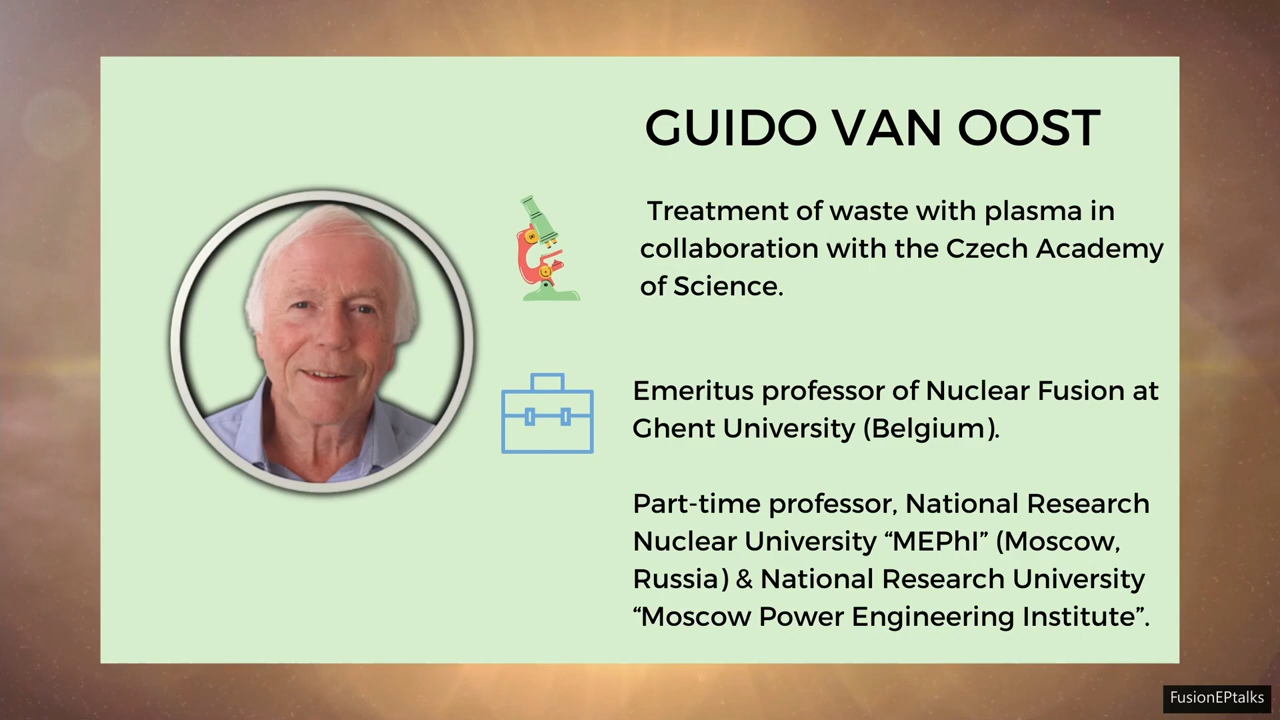 GUIDO VAN OOST
Treatment of waste with plasma in
collaboration with the Czech Academy
of Science.
Emeritus professor of Nuclear Fusion at
Ghent University (Belgium).
Part-time professor, National Research
Nuclear University “MEPhI” (Moscow,
Russia) & National Research University
“Moscow Power Engineering Institute”.
FusionEPtalks